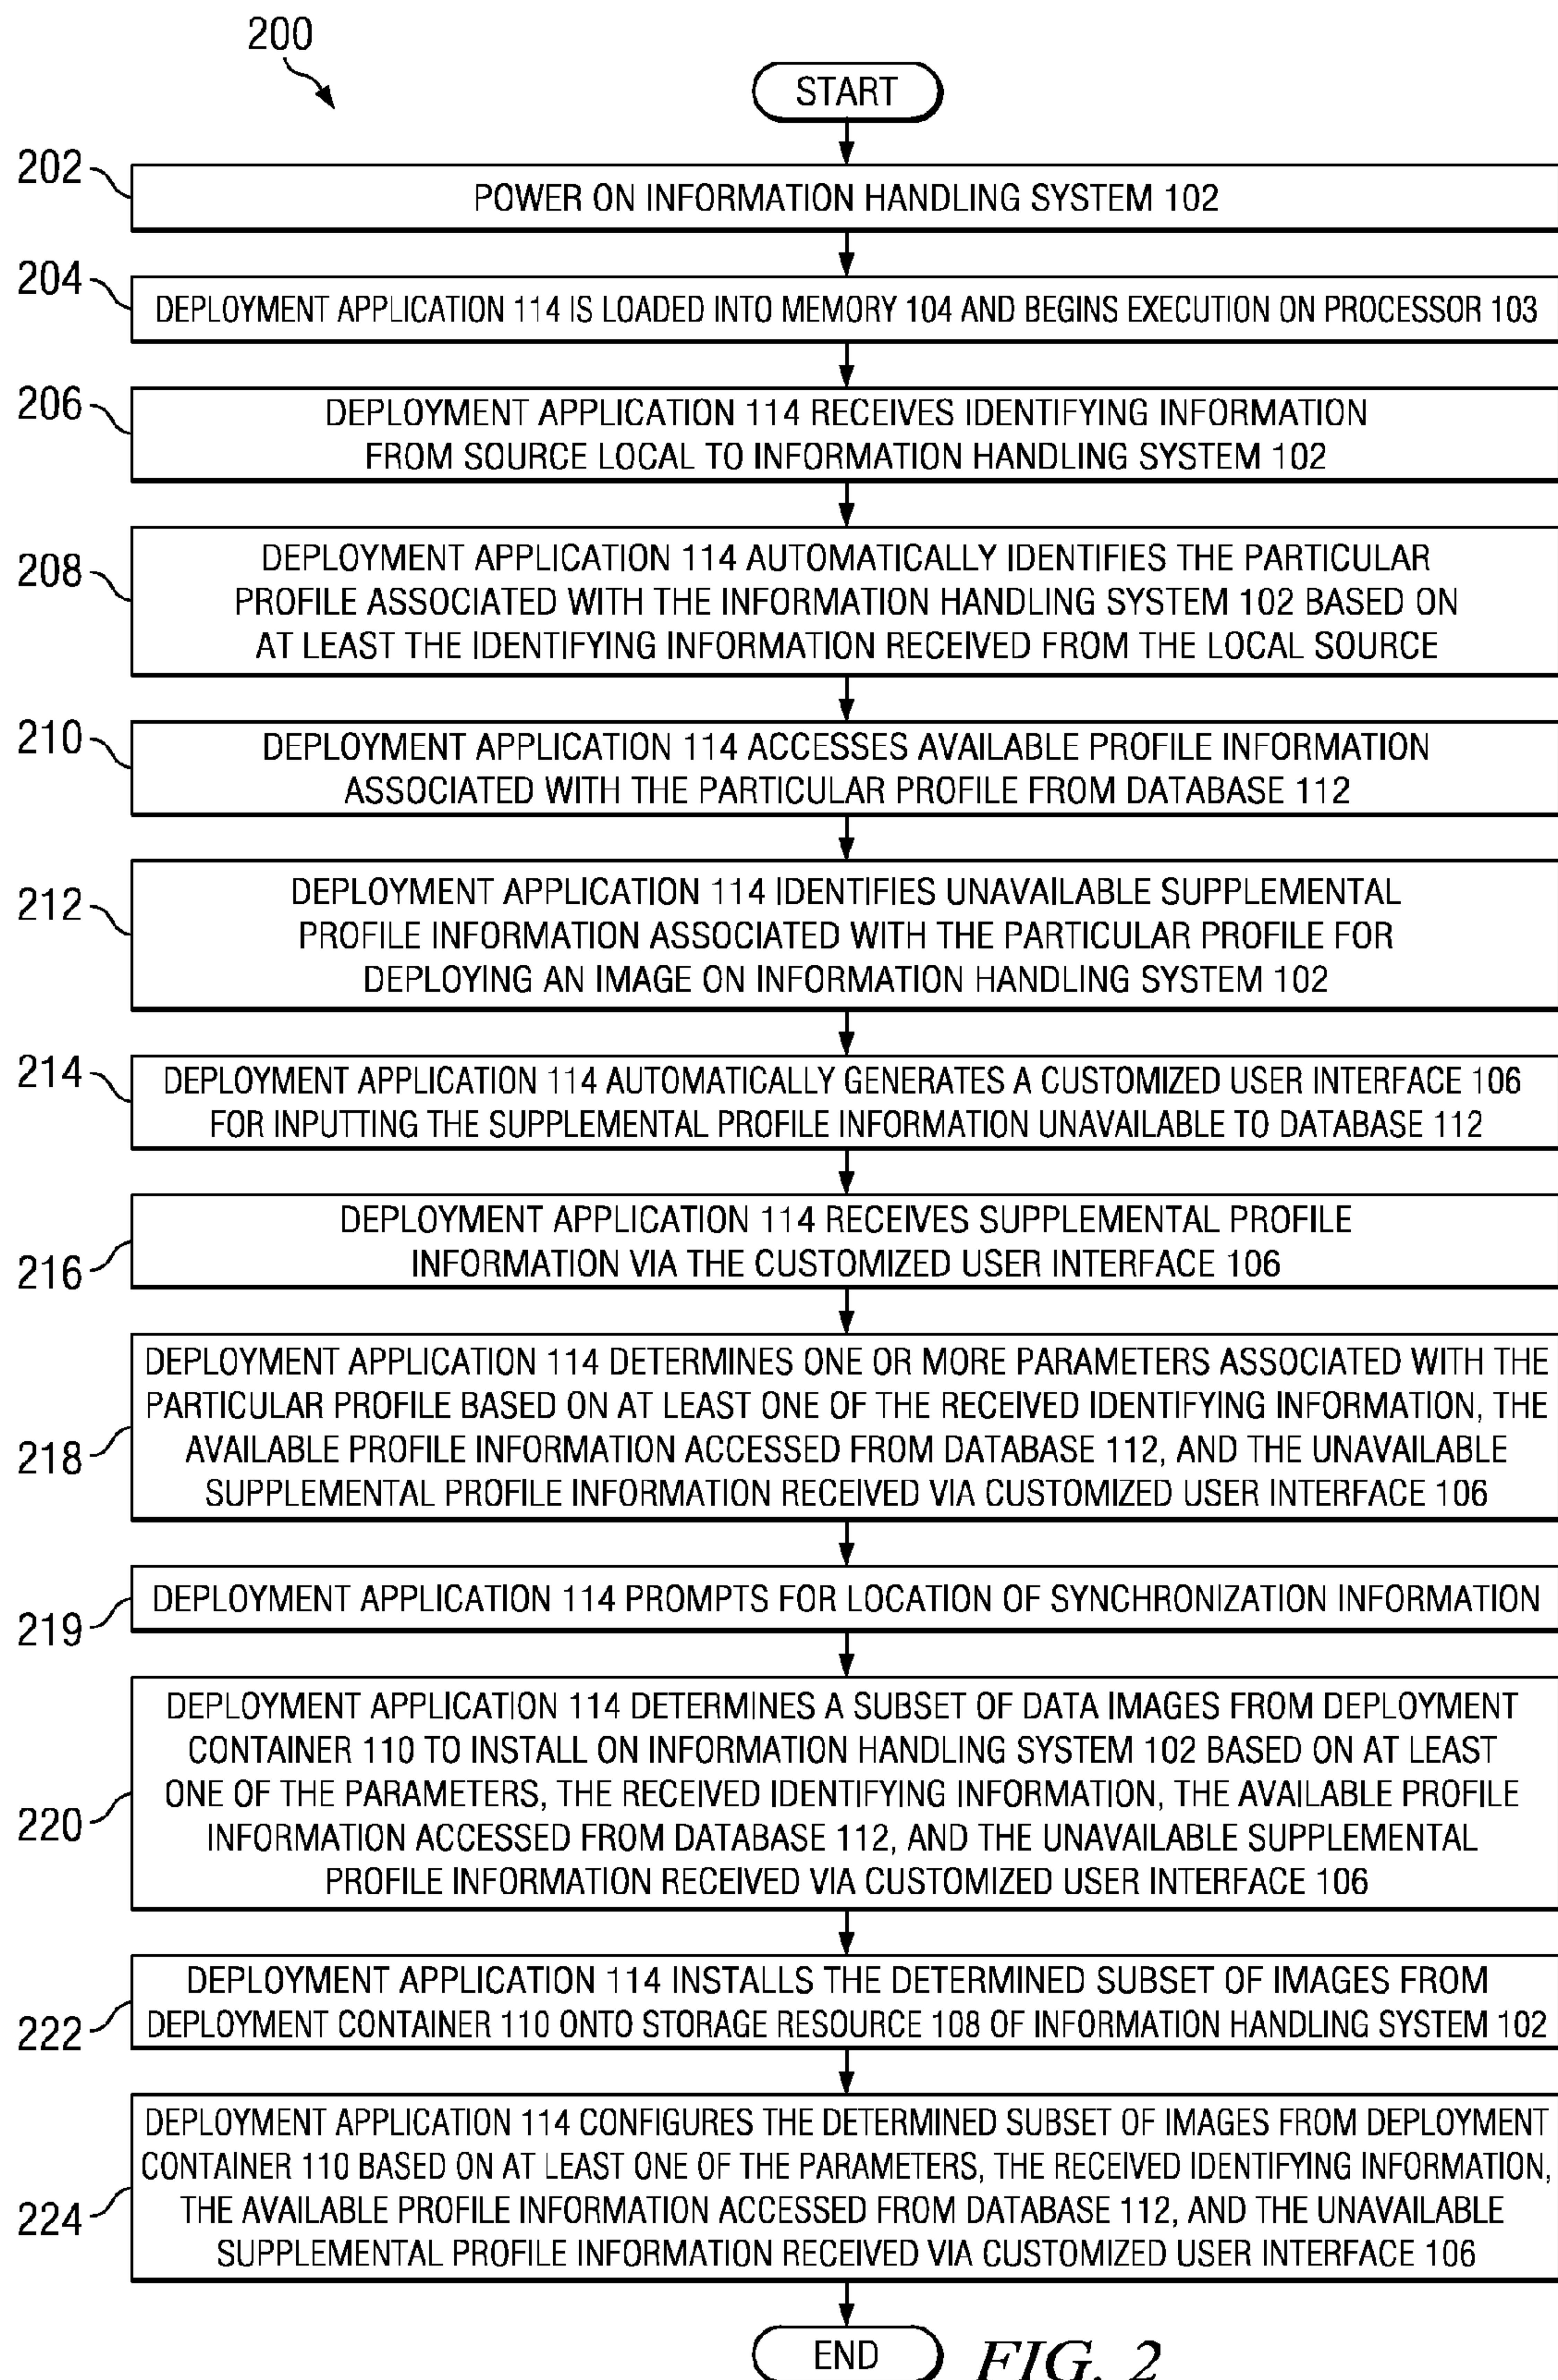 200
START
202
POWER ON INFORMATION HANDLING SYSTEM 102
204
DEPLOYMENT APPLICATION 114 IS LOADED INTO MEMORY 104 AND BEGINS EXECUTION ON PROCESSOR 103
206
DEPLOYMENT APPLICATION 114 RECEIVES IDENTIFYING INFORMATION
FROM SOURCE LOCAL TO INFORMATION HANDLING SYSTEM 102
208
DEPLOYMENT APPLICATION 114 AUTOMATICALLY IDENTIFIES THE PARTICULAR
PROFILE ASSOCIATED WITH THE INFORMATION HANDLING SYSTEM 102 BASED ON
AT LEAST THE IDENTIFYING INFORMATION RECEIVED FROM THE LOCAL SOURCE
210
DEPLOYMENT APPLICATION 114 ACCESSES AVAILABLE PROFILE INFORMATION
ASSOCIATED WITH THE PARTICULAR PROFILE FROM DATABASE 112
212
DEPLOYMENT APPLICATION 114 IDENTIFIES UNAVAILABLE SUPPLEMENTAL
PROFILE INFORMATION ASSOCIATED WITH THE PARTICULAR PROFILE FOR
DEPLOYING AN IMAGE ON INFORMATION HANDLING SYSTEM 102
214
DEPLOYMENT APPLICATION 114 AUTOMATICALLY GENERATES A CUSTOMIZED USER INTERFACE 106
FOR INPUTTING THE SUPPLEMENTAL PROFILE INFORMATION UNAVAILABLE TO DATABASE 112
216
DEPLOYMENT APPLICATION 114 RECEIVES SUPPLEMENTAL PROFILE
INFORMATION VIA THE CUSTOMIZED USER INTERFACE 106
218
DEPLOYMENT APPLICATION 114 DETERMINES ONE OR MORE PARAMETERS ASSOCIATED WITH THE
PARTICULAR PROFILE BASED ON AT LEAST ONE OF THE RECEIVED IDENTIFYING INFORMATION, THE
AVAILABLE PROFILE INFORMATION ACCESSED FROM DATABASE 112, AND THE UNAVAILABLE
SUPPLEMENTAL PROFILE INFORMATION RECEIVED VIA CUSTOMIZED USER INTERFACE 106
219
DEPLOYMENT APPLICATION 114 PROMPTS FOR LOCATION OF SYNCHRONIZATION INFORMATION
220
DEPLOYMENT APPLICATION 114 DETERMINES A SUBSET OF DATA IMAGES FROM DEPLOYMENT
CONTAINER 110 TO INSTALL ON INFORMATION HANDLING SYSTEM 102 BASED ON AT LEAST
ONE OF THE PARAMETERS, THE RECEIVED IDENTIFYING INFORMATION, THE AVAILABLE PROFILE
INFORMATION ACCESSED FROM DATABASE 112, AND THE UNAVAILABLE SUPPLEMENTAL
PROFILE INFORMATION RECEIVED VIA CUSTOMIZED USER INTERFACE 106
222
DEPLOYMENT APPLICATION 114 INSTALLS THE DETERMINED SUBSET OF IMAGES FROM
DEPLOYMENT CONTAINER 110 ONTO STORAGE RESOURCE 108 OF INFORMATION HANDLING SYSTEM 102
224
DEPLOYMENT APPLICATION 114 CONFIGURES THE DETERMINED SUBSET OF IMAGES FROM DEPLOYMENT
CONTAINER 110 BASED ON AT LEAST ONE OF THE PARAMETERS, THE RECEIVED IDENTIFYING INFORMATION,
THE AVAILABLE PROFILE INFORMATION ACCESSED FROM DATABASE 112, AND THE UNAVAILABLE
SUPPLEMENTAL PROFILE INFORMATION RECEIVED VIA CUSTOMIZED USER INTERFACE 106
END
FIG. 2